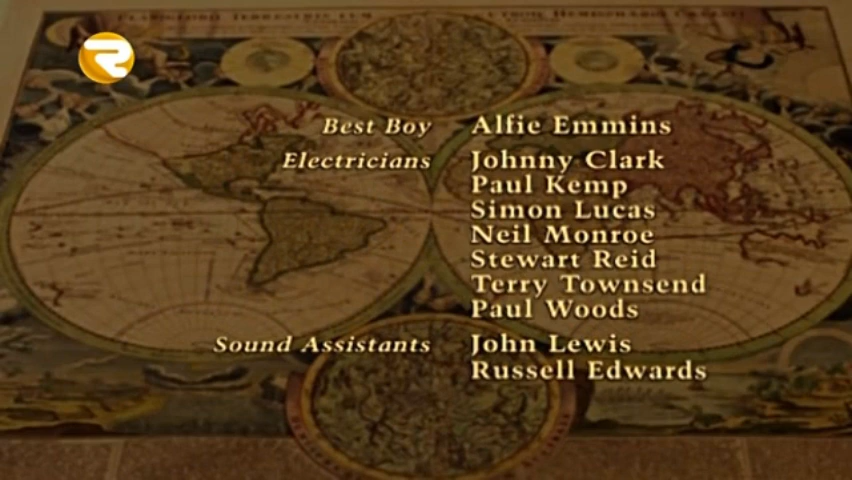 Best Boy Alfie Emmins
Electricians Johnny Clark
Paul Kemp
Simon Lucas
Neil Monroe
Stewart Reid
Terry Townsend
Paul Woods
Sound Assistants John Lewis
Russell Edwards